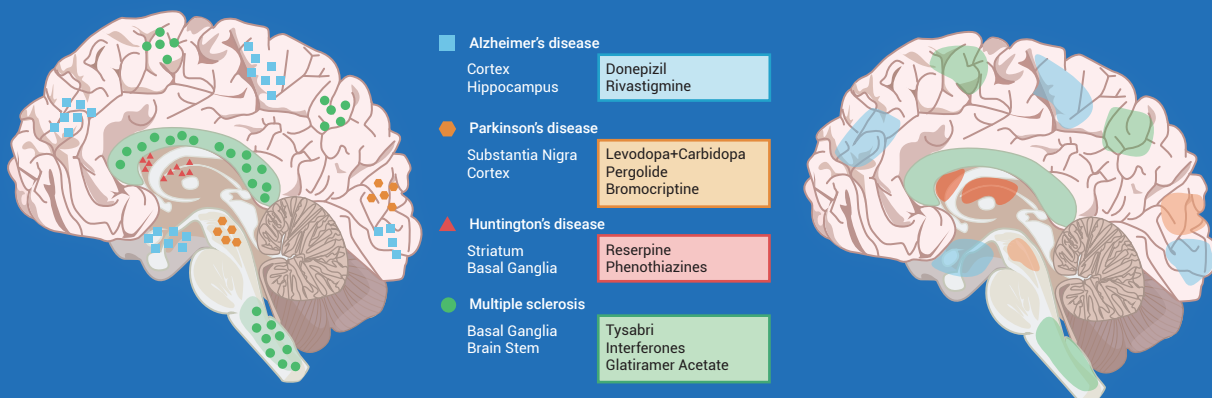 Alzheimer's disease
Cortex
Hippocampus
Donepizil
Rivastigmine
Parkinson's disease
Substantia Nigra
Cortex
Levodopa+Carbidopa
Pergolide
Bromocriptine
Huntington's disease
Striatum
Basal Ganglia
Reserpine
Phenothiazines
Multiple sclerosis
Basal Ganglia
Brain Stem
Tysabri
Interferones
Glatiramer Acetate